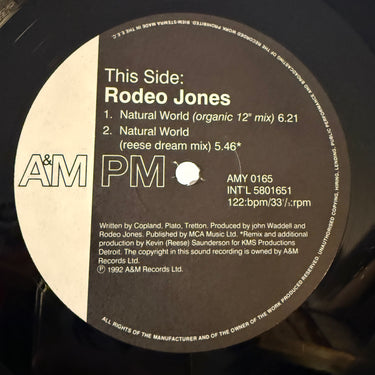 This Side:
Rodeo Jones
1. Natural World (organic 12" mix) 6.21
2. Natural World
(reese dream mix) 5.46*
A&M PM
AMY 0165
INT'L 5801651
122:bpm/33⅓:rpm
Written by Copland, Plato, Tretton. Produced by john Waddell and
Rodeo Jones. Published by MCA Music Ltd. *Remix and additional
production by Kevin (Reese) Saunderson for KMS Productions
Detroit. The copyright in this sound recording is owned by A&M
Records Ltd.
Ⓟ 1992 A&M Records Ltd.
ALL RIGHTS OF THE MANUFACTURER AND OF THE OWNER OF THE WORK REPRODUCED RESERVED. UNAUTHORISED COPYING, HIRING, LENDING, PUBLIC PERFORMANCE AND BROADCASTING OF THE RECORDED WORK PROHIBITED. BIEM-STEMRA MADE IN THE E.E.C.